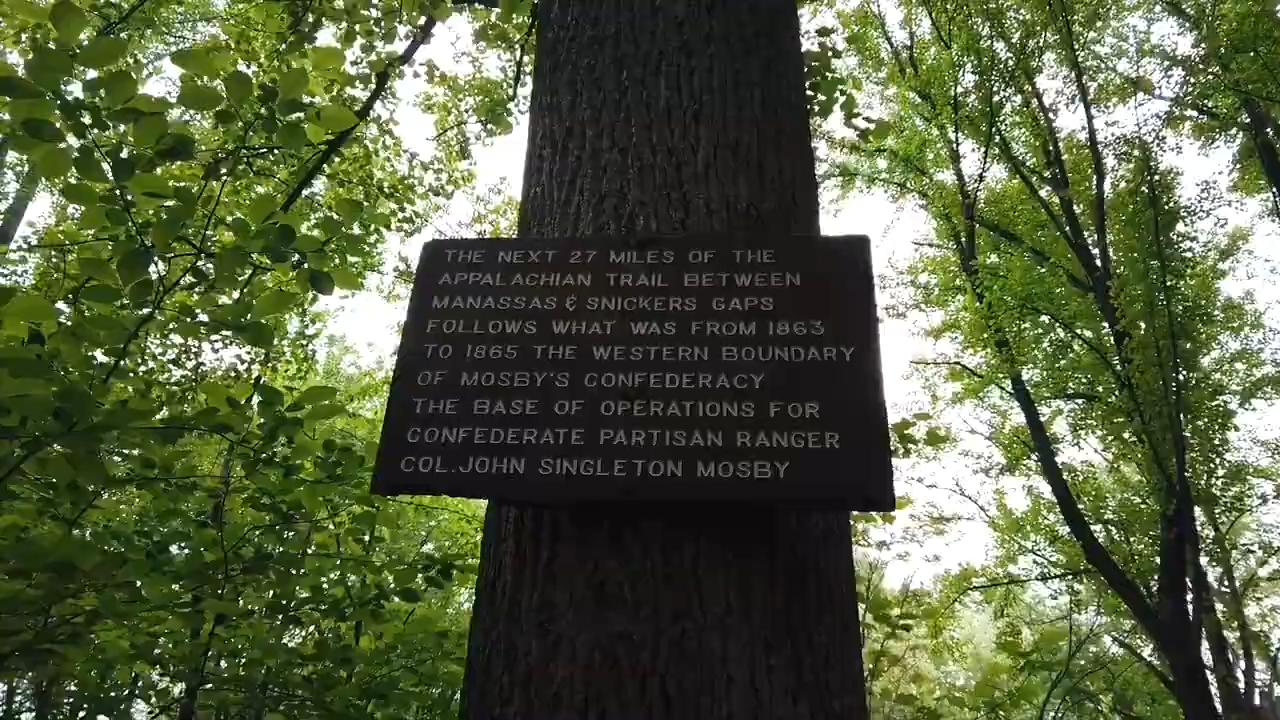 THE NEXT 27 MILES OF THE
APPALACHIAN TRAIL BETWEEN
MANASSAS & SNICKERS GAPS
FOLLOWS WHAT WAS FROM 1863
TO 1865 THE WESTERN BOUNDARY
OF MOSBY'S CONFEDERACY
THE BASE OF OPERATIONS FOR
CONFEDERATE PARTISAN RANGER
COL. JOHN SINGLETON MOSBY